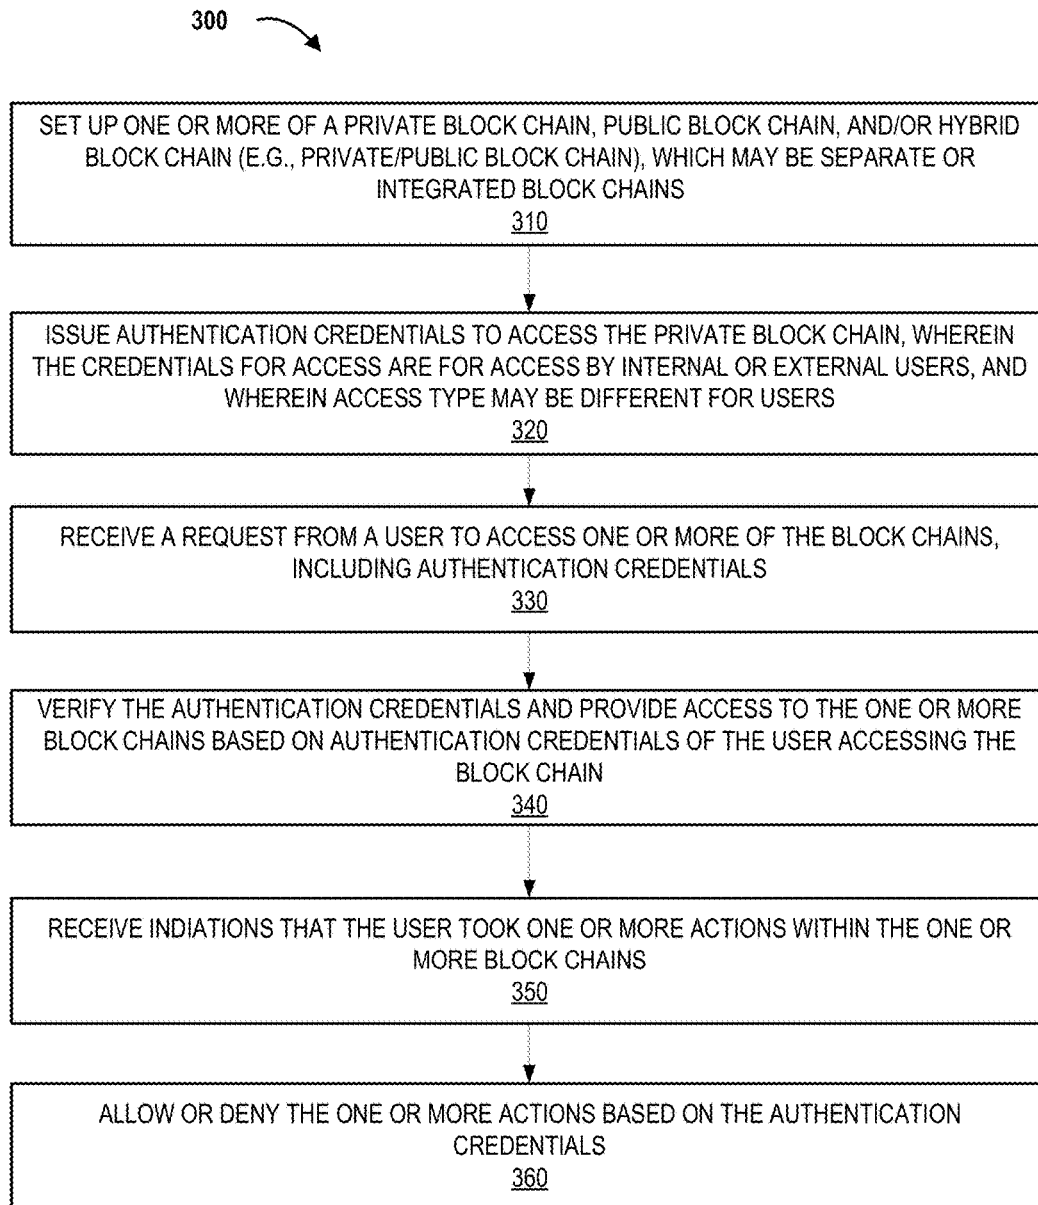 300
SET UP ONE OR MORE OF A PRIVATE BLOCK CHAIN, PUBLIC BLOCK CHAIN, AND/OR HYBRID
BLOCK CHAIN (E.G., PRIVATE/PUBLIC BLOCK CHAIN), WHICH MAY BE SEPARATE OR
INTEGRATED BLOCK CHAINS
310
ISSUE AUTHENTICATION CREDENTIALS TO ACCESS THE PRIVATE BLOCK CHAIN, WHEREIN
THE CREDENTIALS FOR ACCESS ARE FOR ACCESS BY INTERNAL OR EXTERNAL USERS, AND
WHEREIN ACCESS TYPE MAY BE DIFFERENT FOR USERS
320
RECEIVE A REQUEST FROM A USER TO ACCESS ONE OR MORE OF THE BLOCK CHAINS,
INCLUDING AUTHENTICATION CREDENTIALS
330
VERIFY THE AUTHENTICATION CREDENTIALS AND PROVIDE ACCESS TO THE ONE OR MORE
BLOCK CHAINS BASED ON AUTHENTICATION CREDENTIALS OF THE USER ACCESSING THE
BLOCK CHAIN
340
RECEIVE INDIATIONS THAT THE USER TOOK ONE OR MORE ACTIONS WITHIN THE ONE OR
MORE BLOCK CHAINS
350
ALLOW OR DENY THE ONE OR MORE ACTIONS BASED ON THE AUTHENTICATION
CREDENTIALS
360